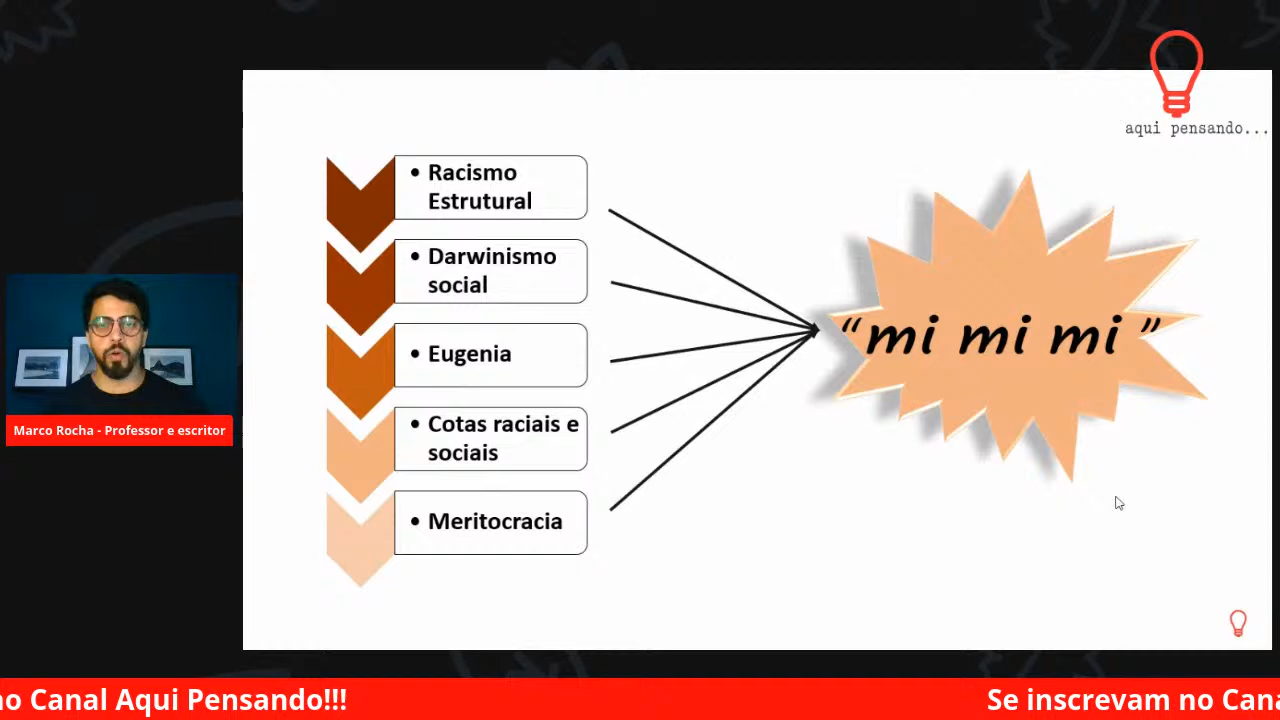 aqui pensando...
• Racismo
Estrutural
• Darwinismo
social
• Eugenia
• Cotas raciais e
sociais
• Meritocracia
“mi mi mi”
Marco Rocha - Professor e escritor
no Canal Aqui Pensando!!!
Se inscrevam no Cana